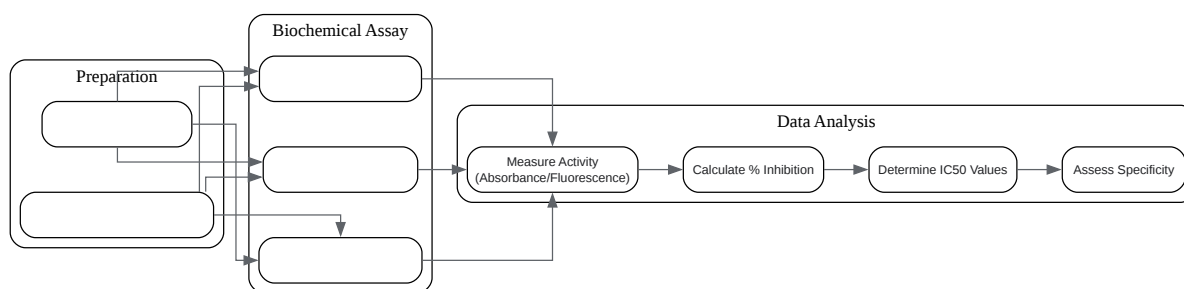 Biochemical Assay
Preparation
Data Analysis
Measure Activity
(Absorbance/Fluorescence)
Calculate % Inhibition
Determine IC50 Values
Assess Specificity